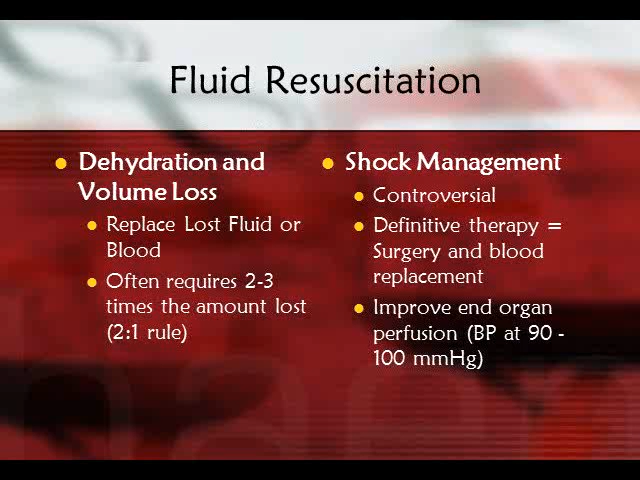 Fluid Resuscitation
Dehydration and
Volume Loss
Replace Lost Fluid or
Blood
Often requires 2-3
times the amount lost
(2:1 rule)
Shock Management
Controversial
Definitive therapy =
Surgery and blood
replacement
Improve end organ
perfusion (BP at 90 -
100 mmHg)